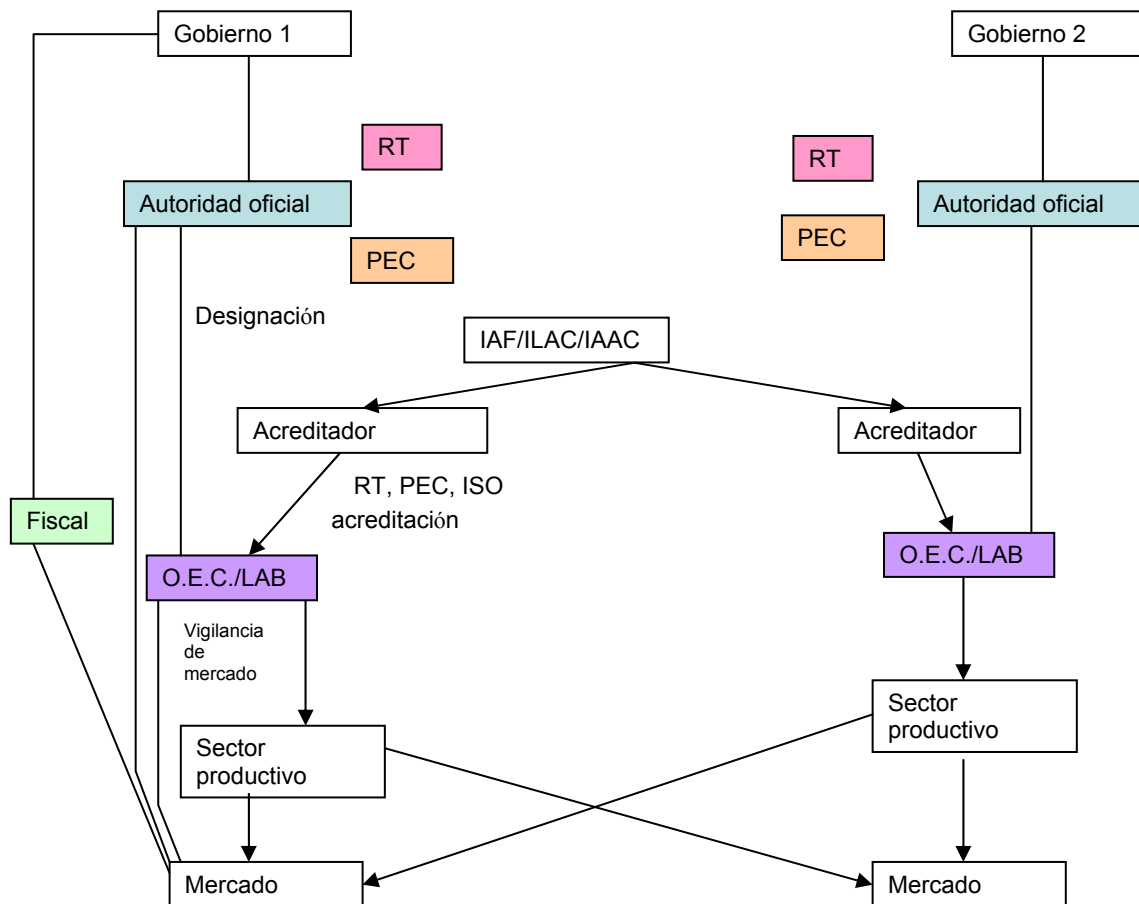 Gobierno 1
Gobierno 2
RT
RT
Autoridad oficial
Autoridad oficial
PEC
PEC
Designación
IAF/ILAC/IAAC
Acreditador
Acreditador
RT, PEC, ISO
acreditación
Fiscal
O.E.C./LAB
O.E.C./LAB
Vigilancia
de
mercado
Sector
productivo
Sector
productivo
Mercado
Mercado